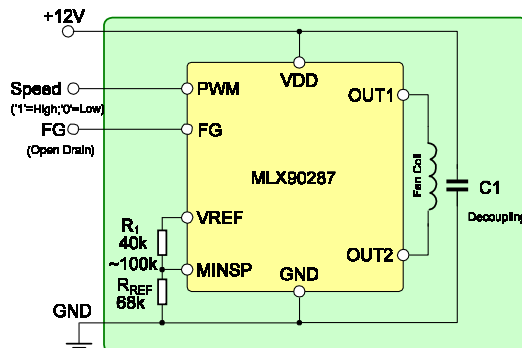 +12V
VDD
Speed
PWM
OUT1
('1'=High;'0'=Low)
FG
FG
(Open Drain)
MLX90287
Fan Coil
C1
Decoupling
R1
40k
~100k
VREF
MINSP
OUT2
RREF
68k
GND
GND